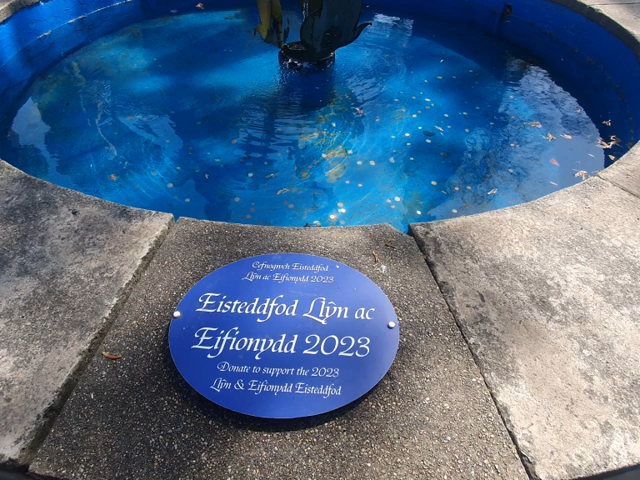 Cefnogwch Eisteddfod
Llŷn ac Eifionydd 2023
Eisteddfod Llŷn ac
Eifionydd 2023
Donate to support the 2023
Llŷn & Eifionydd Eisteddfod